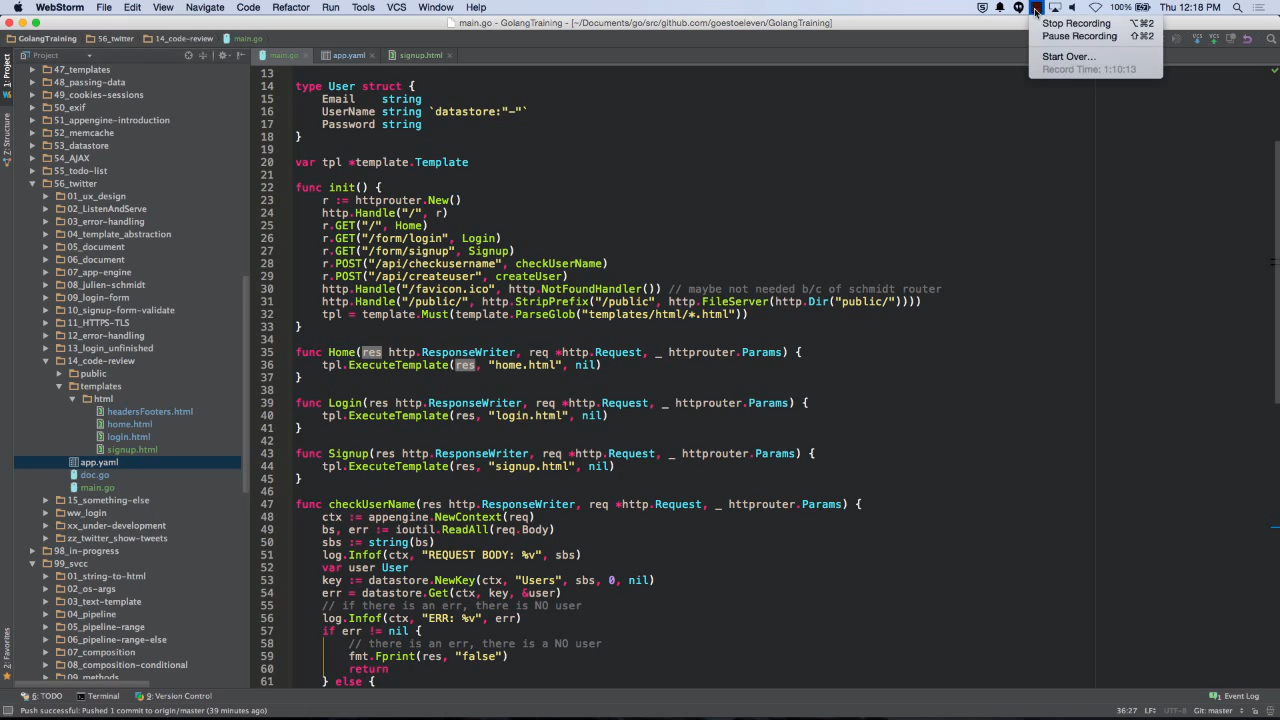 WebStorm File Edit View Navigate Code Refactor Run Tools VCS Window Help 100% Thu 12:18 PM
main.go - GolangTraining - [~/Documents/go/src/github.com/goestoeleven/GolangTraining]
Stop Recording ⌥⌘2
Pause Recording ⇧⌘2
Start Over…
Record Time: 1:10:13
GolangTraining 56_twitter 14_code-review main.go
Project main.go × app.yaml × signup.html ×
1: Project
Z: Structure
2: Favorites
47_templates
48_passing-data
49_cookies-sessions
50_exif
51_appengine-introduction
52_memcache
53_datastore
54_AJAX
55_todo-list
56_twitter
01_ux_design
02_ListenAndServe
03_error-handling
04_template_abstraction
05_document
06_document
07_app-engine
08_julien-schmidt
09_login-form
10_signup-form-validate
11_HTTPS-TLS
12_error-handling
13_login_unfinished
14_code-review
public
templates
html
headersFooters.html
home.html
login.html
signup.html
app.yaml
doc.go
main.go
15_something-else
ww_login
xx_under-development
zz_twitter_show-tweets
98_in-progress
99_svcc
01_string-to-html
02_os-args
03_text-template
04_pipeline
05_pipeline-range
06_pipeline-range-else
07_composition
08_composition-conditional
09_methods
13
14 type User struct {
15 Email string
16 UserName string `datastore:"-"`
17 Password string
18 }
19
20 var tpl *template.Template
21
22 func init() {
23 r := httprouter.New()
24 http.Handle("/", r)
25 r.GET("/", Home)
26 r.GET("/form/login", Login)
27 r.GET("/form/signup", Signup)
28 r.POST("/api/checkusername", checkUserName)
29 r.POST("/api/createuser", createUser)
30 http.Handle("/favicon.ico", http.NotFoundHandler()) // maybe not needed b/c of schmidt router
31 http.Handle("/public/", http.StripPrefix("/public", http.FileServer(http.Dir("public/"))))
32 tpl = template.Must(template.ParseGlob("templates/html/*.html"))
33 }
34
35 func Home(res http.ResponseWriter, req *http.Request, _ httprouter.Params) {
36 tpl.ExecuteTemplate(res, "home.html", nil)
37 }
38
39 func Login(res http.ResponseWriter, req *http.Request, _ httprouter.Params) {
40 tpl.ExecuteTemplate(res, "login.html", nil)
41 }
42
43 func Signup(res http.ResponseWriter, req *http.Request, _ httprouter.Params) {
44 tpl.ExecuteTemplate(res, "signup.html", nil)
45 }
46
47 func checkUserName(res http.ResponseWriter, req *http.Request, _ httprouter.Params) {
48 ctx := appengine.NewContext(req)
49 bs, err := ioutil.ReadAll(req.Body)
50 sbs := string(bs)
51 log.Infof(ctx, "REQUEST BODY: %v", sbs)
52 var user User
53 key := datastore.NewKey(ctx, "Users", sbs, 0, nil)
54 err = datastore.Get(ctx, key, &user)
55 // if there is an err, there is NO user
56 log.Infof(ctx, "ERR: %v", err)
57 if err != nil {
58 // there is an err, there is a NO user
59 fmt.Fprint(res, "false")
60 return
61 } else {
6: TODO Terminal 9: Version Control 1 Event Log
Push successful: Pushed 1 commit to origin/master (39 minutes ago) 36:27 LF÷ UTF-8 Git: master